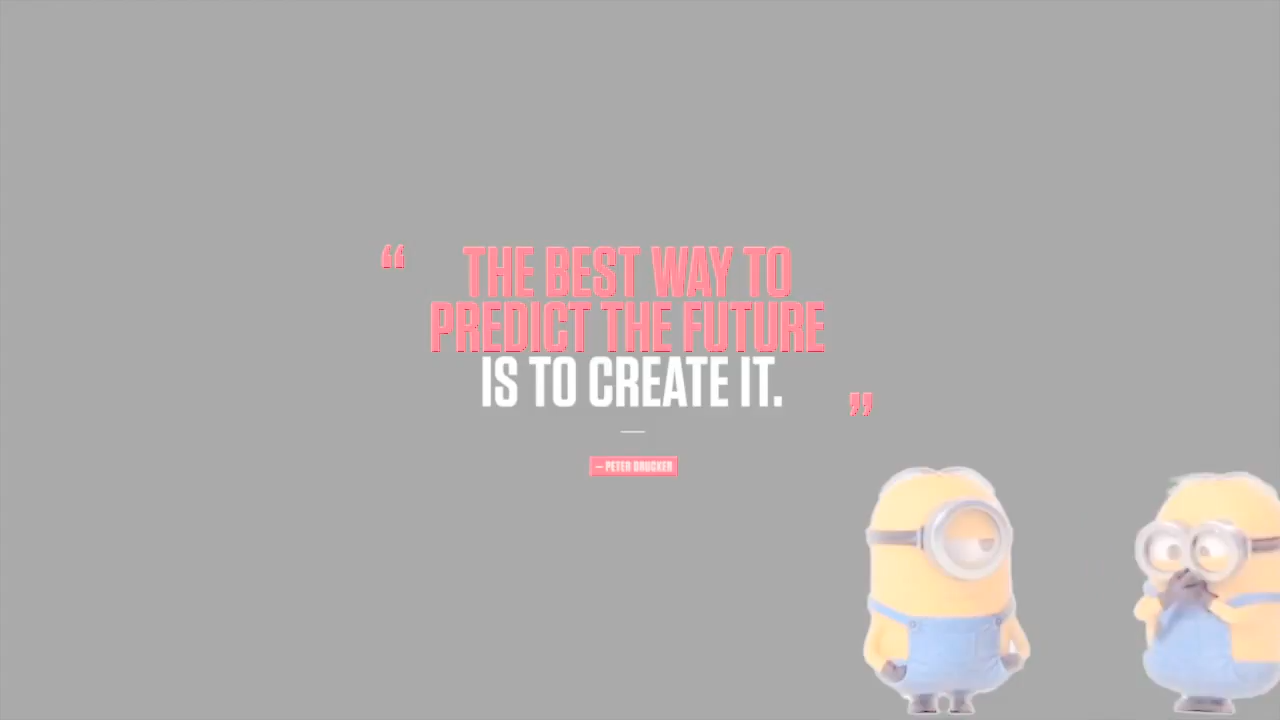 “ THE BEST WAY TO
PREDICT THE FUTURE
IS TO CREATE IT. ”
— PETER DRUCKER